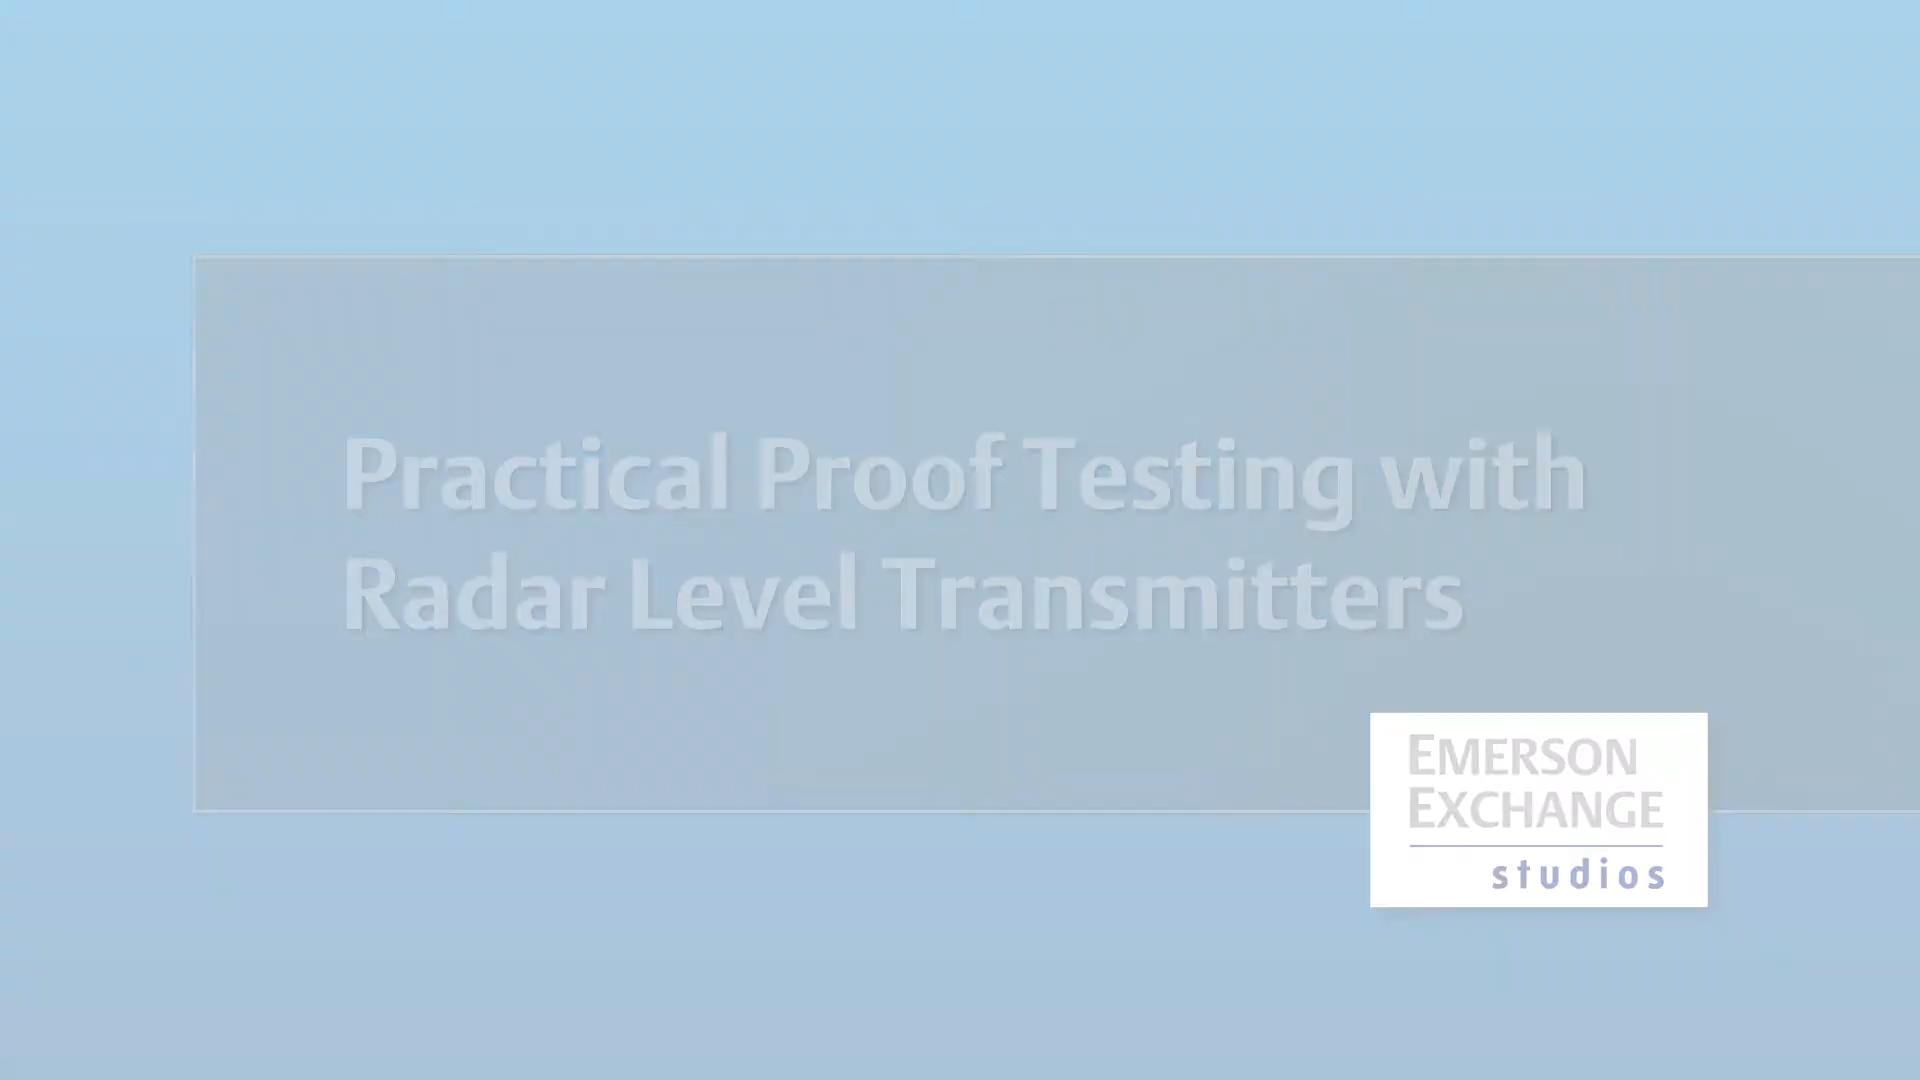 Practical Proof Testing with
Radar Level Transmitters
EMERSON
EXCHANGE
studios